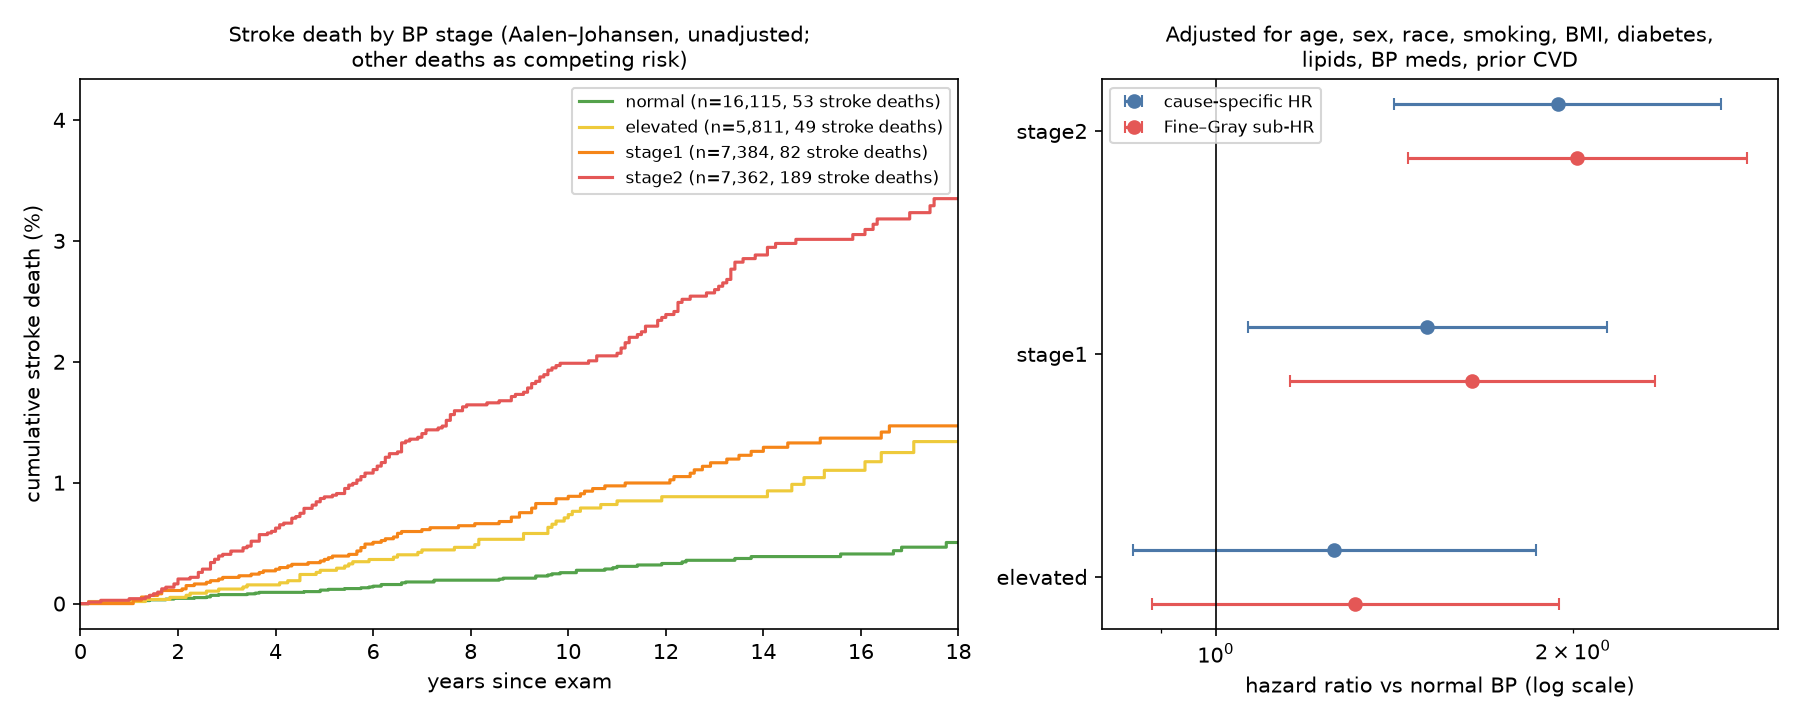 Stroke death by BP stage (Aalen–Johansen, unadjusted;
other deaths as competing risk)
cumulative stroke death (%)
4
3
2
1
0
normal (n=16,115, 53 stroke deaths)
elevated (n=5,811, 49 stroke deaths)
stage1 (n=7,384, 82 stroke deaths)
stage2 (n=7,362, 189 stroke deaths)
0 2 4 6 8 10 12 14 16 18
years since exam
Adjusted for age, sex, race, smoking, BMI, diabetes,
lipids, BP meds, prior CVD
cause-specific HR
Fine–Gray sub-HR
stage2
stage1
elevated
10⁰ 2 × 10⁰
hazard ratio vs normal BP (log scale)